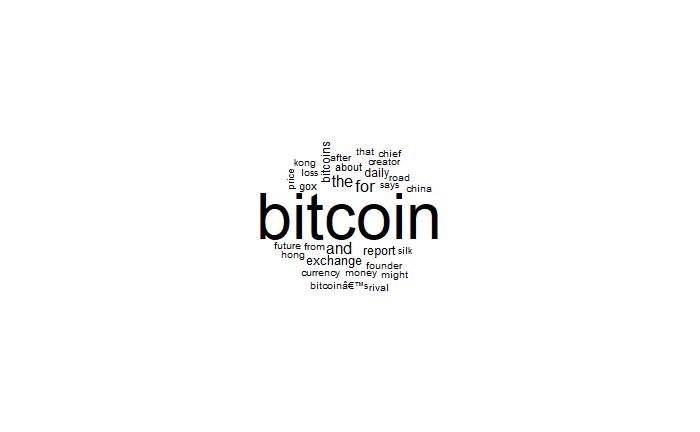 bitcoins
that chief
after
creator
kong
about
loss
daily
road
price
gox
the for
says
china
bitcoin
future from and report silk
hong
exchange founder
currency money might
bitcoinâ€™s rival